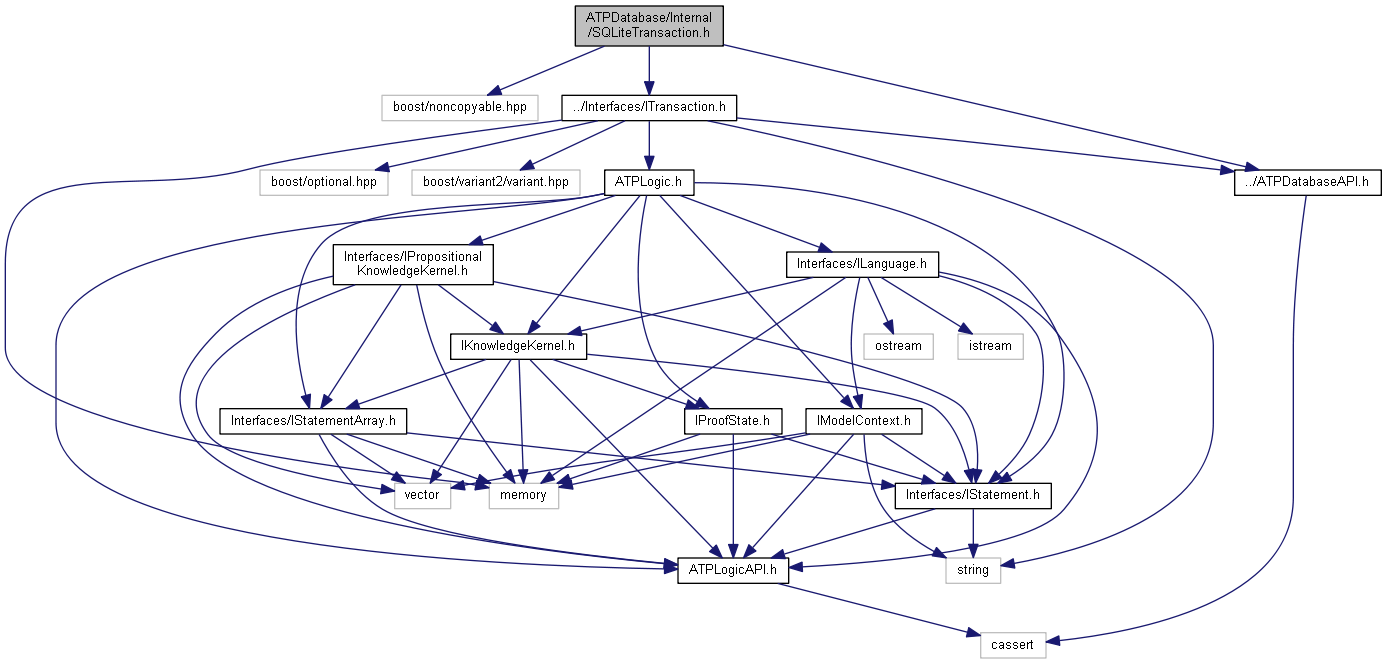 ATPDatabase/Internal
/SQLiteTransaction.h
boost/noncopyable.hpp
../Interfaces/ITransaction.h
boost/optional.hpp
boost/variant2/variant.hpp
ATPLogic.h
../ATPDatabaseAPI.h
Interfaces/IPropositional
KnowledgeKernel.h
Interfaces/ILanguage.h
IKnowledgeKernel.h
ostream
istream
Interfaces/IStatementArray.h
IProofState.h
IModelContext.h
vector
memory
Interfaces/IStatement.h
ATPLogicAPI.h
string
cassert